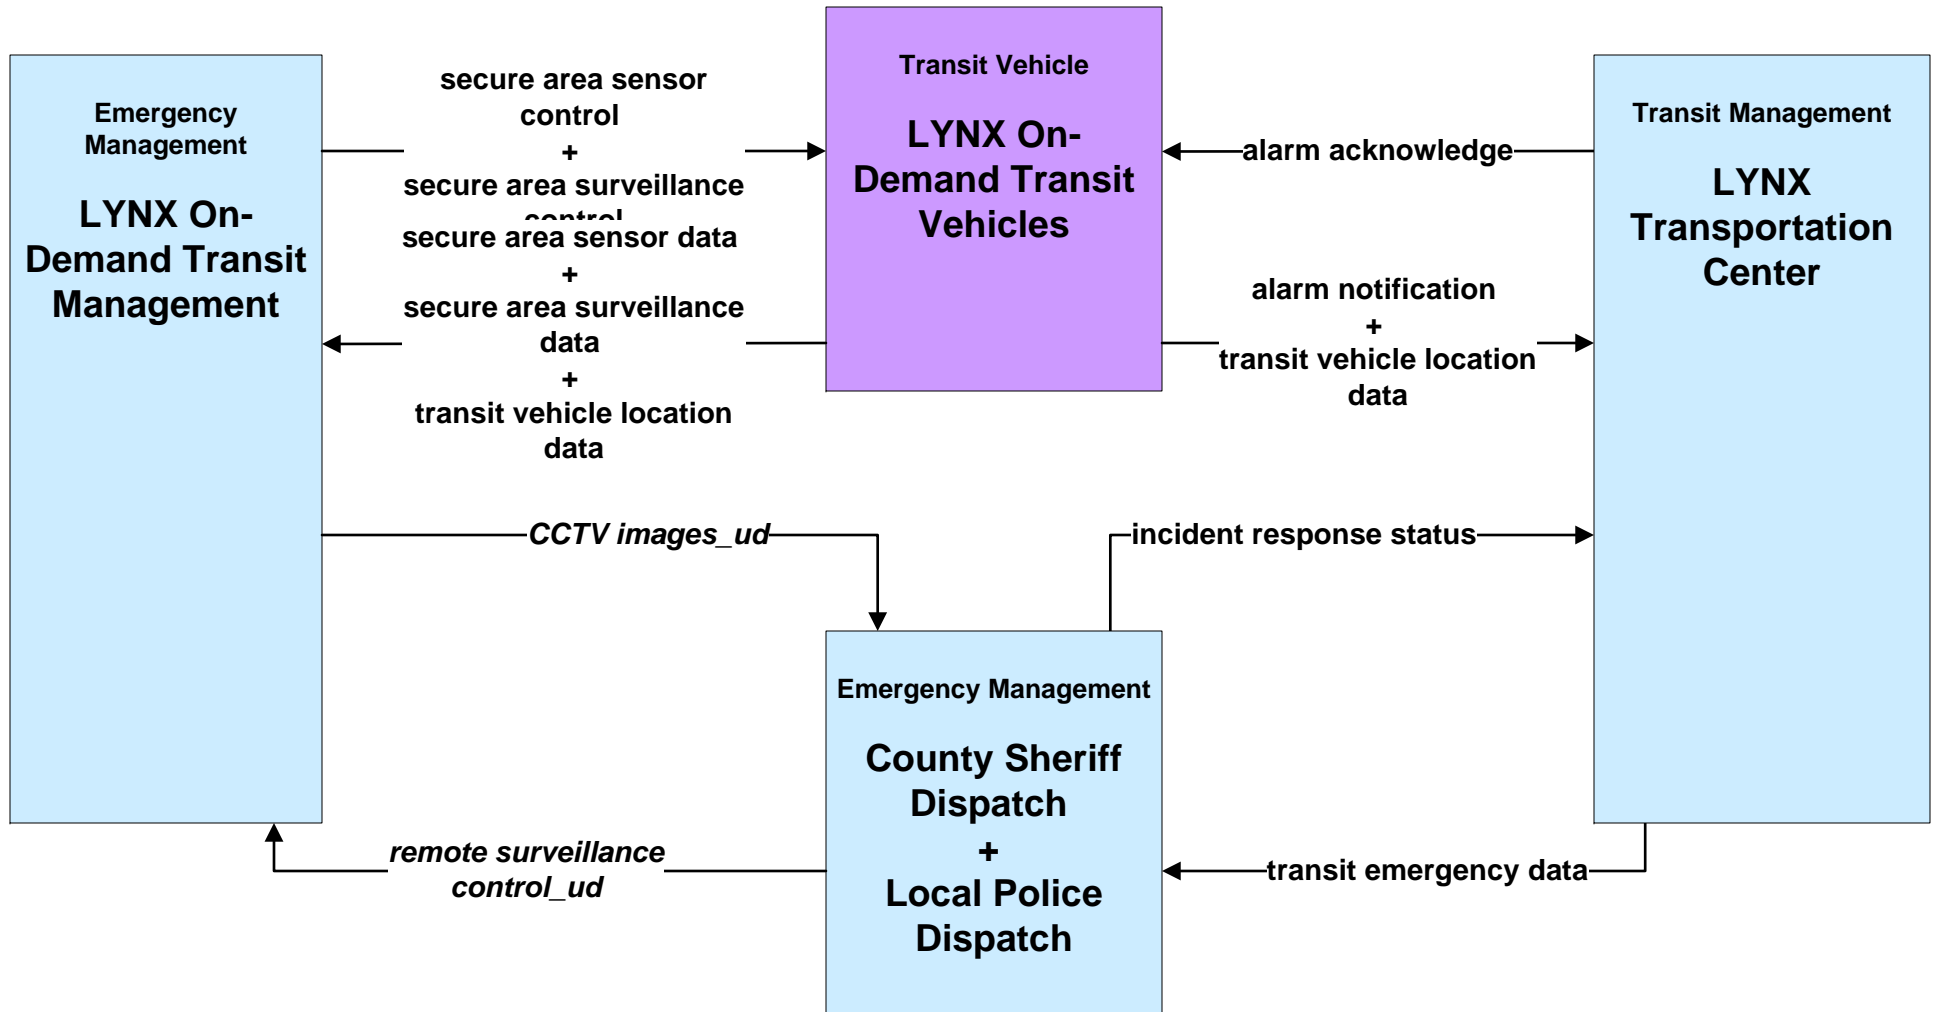 Emergency
Management
LYNX On-
Demand Transit
Management
secure area sensor
control
+
secure area surveillance
control
secure area sensor data
+
secure area surveillance
data
+
transit vehicle location
data
Transit Vehicle
LYNX On-
Demand Transit
Vehicles
alarm acknowledge
alarm notification
+
transit vehicle location
data
Transit Management
LYNX
Transportation
Center
CCTV images_ud
incident response status
Emergency Management
County Sheriff
Dispatch
+
Local Police
Dispatch
remote surveillance
control_ud
transit emergency data